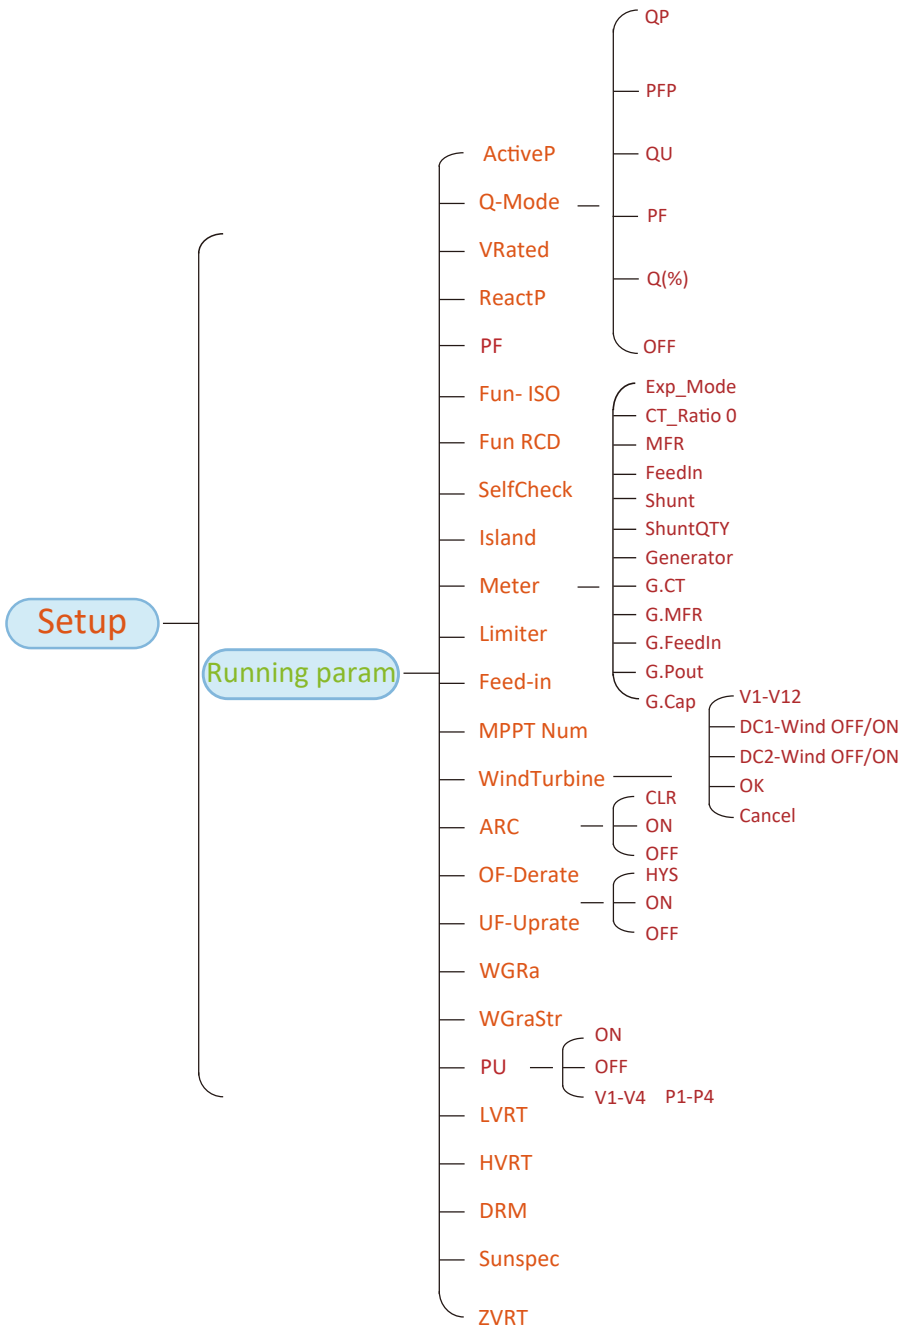 Setup
Running param
ActiveP
Q-Mode
QP
PFP
QU
PF
Q(%)
OFF
VRated
ReactP
PF
Fun- ISO
Fun RCD
SelfCheck
Island
Meter
Exp_Mode
CT_Ratio 0
MFR
FeedIn
Shunt
ShuntQTY
Generator
G.CT
G.MFR
G.FeedIn
G.Pout
G.Cap
Limiter
Feed-in
MPPT Num
WindTurbine
V1-V12
DC1-Wind OFF/ON
DC2-Wind OFF/ON
OK
Cancel
ARC
CLR
ON
OFF
OF-Derate
UF-Uprate
HYS
ON
OFF
WGRa
WGraStr
PU
ON
OFF
V1-V4 P1-P4
LVRT
HVRT
DRM
Sunspec
ZVRT